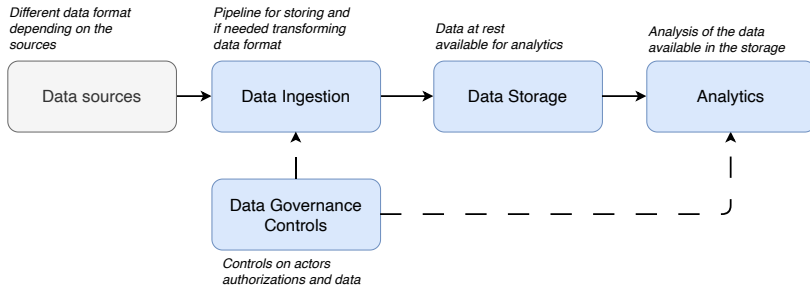 Different data format
depending on the
sources
Data sources
Pipeline for storing and
if needed transforming
data format
Data Ingestion
Data at rest
available for analytics
Data Storage
Analysis of the data
available in the storage
Analytics
Data Governance
Controls
Controls on actors
authorizations and data